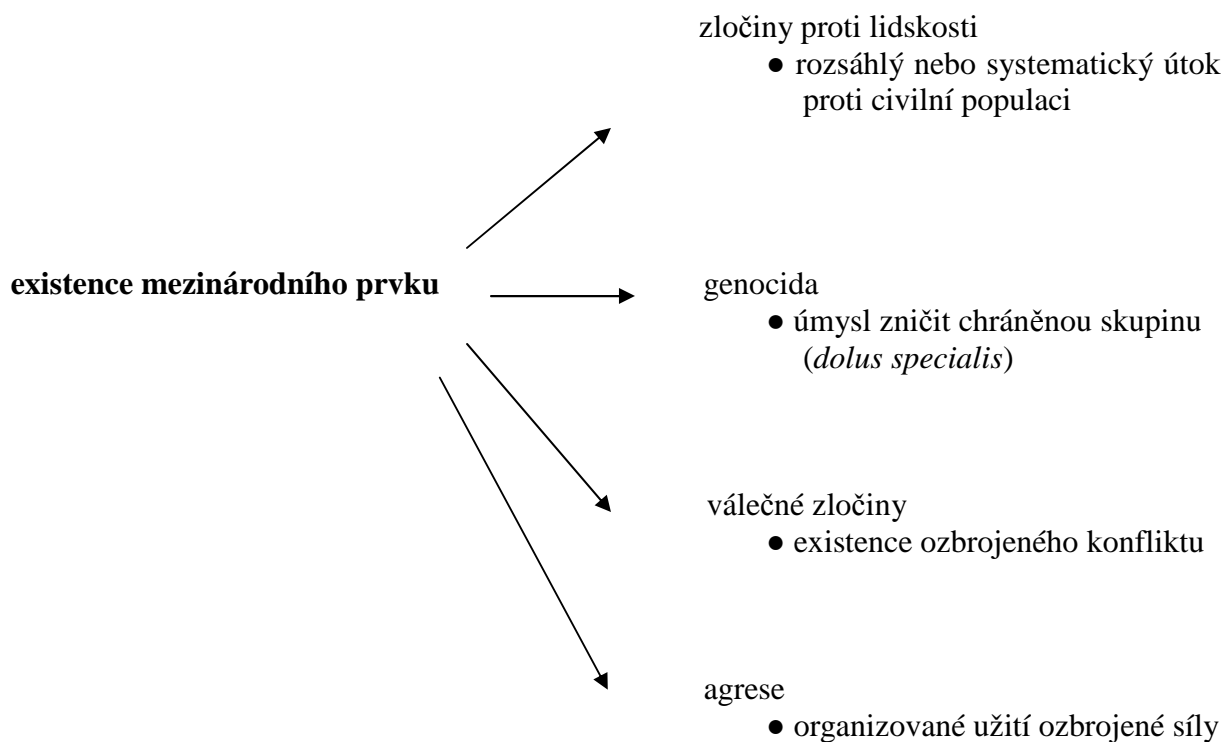 zločiny proti lidskosti
● rozsáhlý nebo systematický útok
proti civilní populaci
existence mezinárodního prvku
genocida
● úmysl zničit chráněnou skupinu
(dolus specialis)
válečné zločiny
● existence ozbrojeného konfliktu
agrese
● organizované užití ozbrojené síly